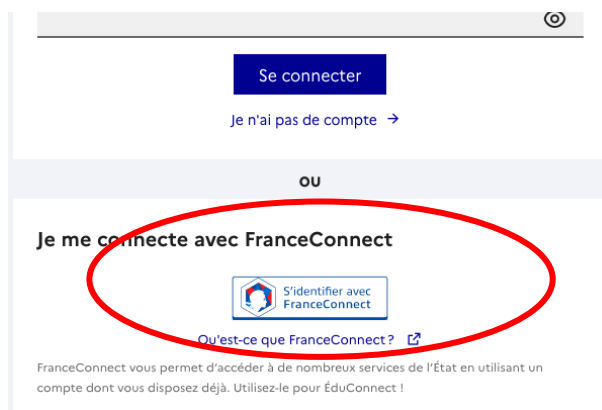 Se connecter
Je n'ai pas de compte →
OU
Je me connecte avec FranceConnect
S'identifier avec
FranceConnect
Qu'est-ce que FranceConnect ?
FranceConnect vous permet d'accéder à de nombreux services de l'État en utilisant un
compte dont vous disposez déjà. Utilisez-le pour ÉduConnect !